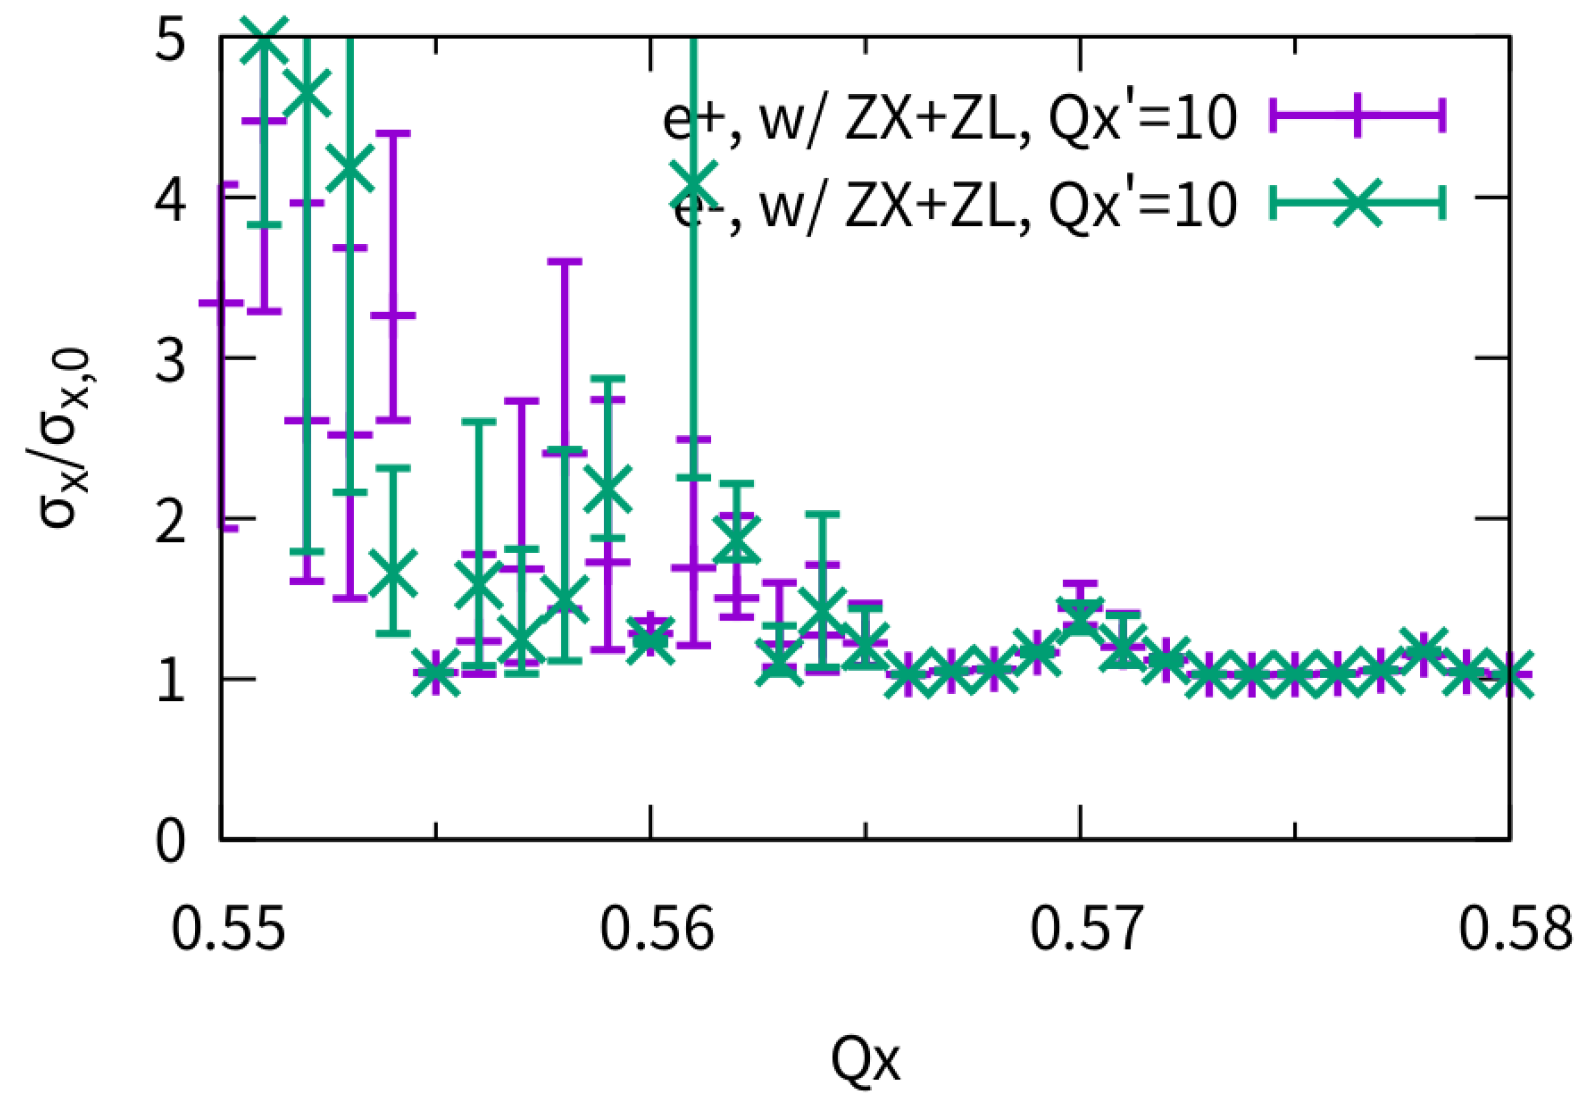 5
4
3
2
1
0
σx/σx,0
e+, w/ ZX+ZL, Qx'=10
e-, w/ ZX+ZL, Qx'=10
0.55 0.56 0.57 0.58
Qx